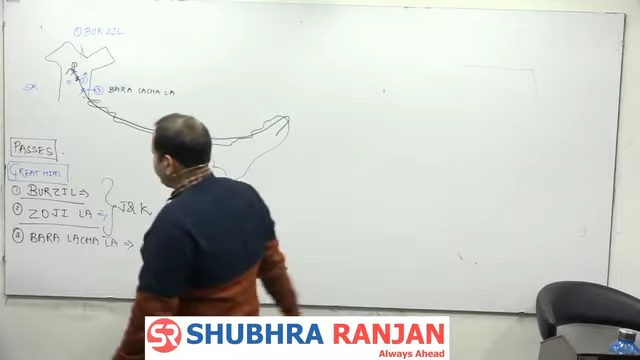 ① BURZIL
③ BARA LACHA LA
SR
PASSES
GREAT HIM.
① BURZIL ⇒
② ZOJI LA ⇒
J&K
③ BARA LACHA LA ⇒
SR SHUBHRA RANJAN
Always Ahead